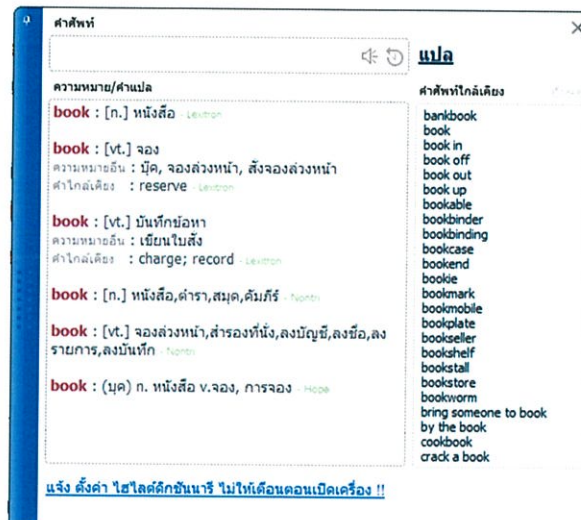 คำศัพท์
แปล
ความหมาย/คำแปล
book : [n.] หนังสือ - Lexitron
book : [vt.] จอง
ความหมายอื่น : บุ๊ค, จองล่วงหน้า, สั่งจองล่วงหน้า
คำใกล้เคียง : reserve - Lexitron
book : [vt.] บันทึกข้อหา
ความหมายอื่น : เขียนใบสั่ง
คำใกล้เคียง : charge; record - Lexitron
book : [n.] หนังสือ,ตำรา,สมุด,คัมภีร์ - Nontri
book : [vt.] จองล่วงหน้า,สำรองที่นั่ง,ลงบัญชี,ลงชื่อ,ลง
รายการ,ลงบันทึก - Nontri
book : (บุค) n. หนังสือ v.จอง, การจอง - Hope
คำศัพท์ใกล้เคียง
bankbook
book
book in
book off
book out
book up
bookable
bookbinder
bookbinding
bookcase
bookend
bookie
bookmark
bookmobile
bookplate
bookseller
bookshelf
bookstall
bookstore
bookworm
bring someone to book
by the book
cookbook
crack a book
แจ้ง ตั้งค่า ไฮไลต์ดิกชันนารี ไม่ให้เตือนตอนเปิดเครื่อง !!